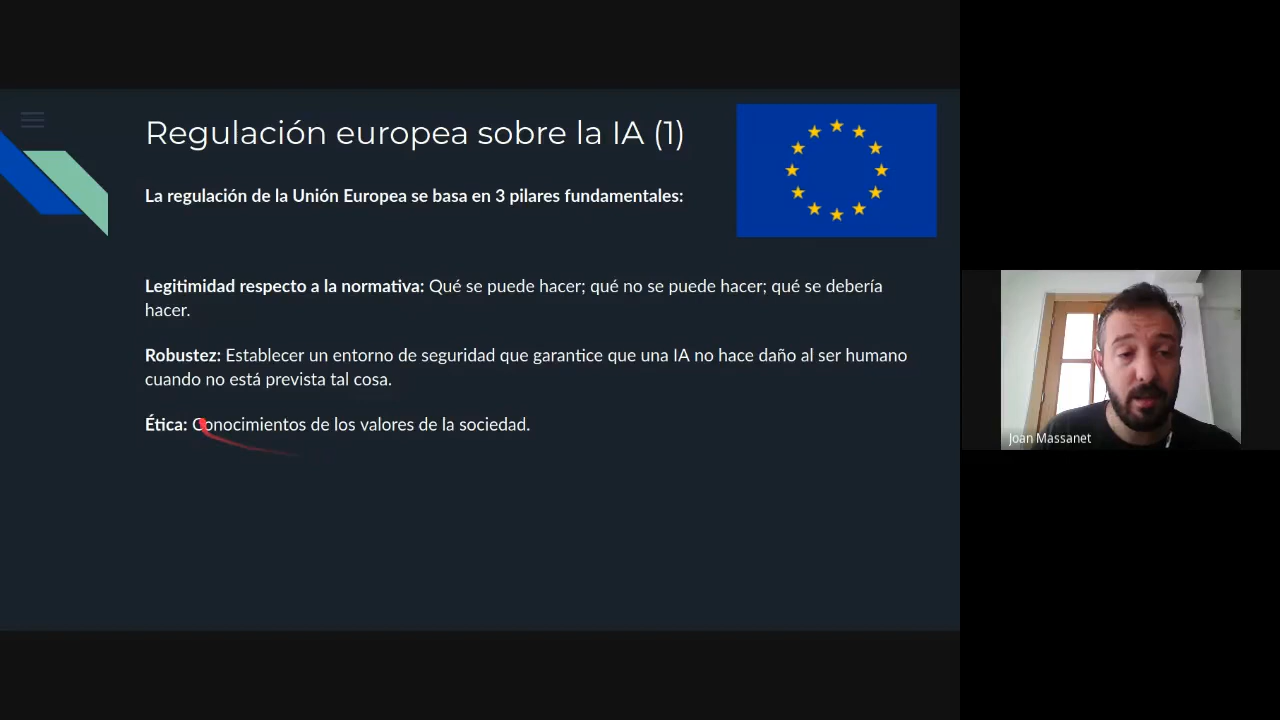 Regulación europea sobre la IA (1)
La regulación de la Unión Europea se basa en 3 pilares fundamentales:
Legitimidad respecto a la normativa: Qué se puede hacer; qué no se puede hacer; qué se debería
hacer.
Robustez: Establecer un entorno de seguridad que garantice que una IA no hace daño al ser humano
cuando no está prevista tal cosa.
Ética: Conocimientos de los valores de la sociedad.
Joan Massanet